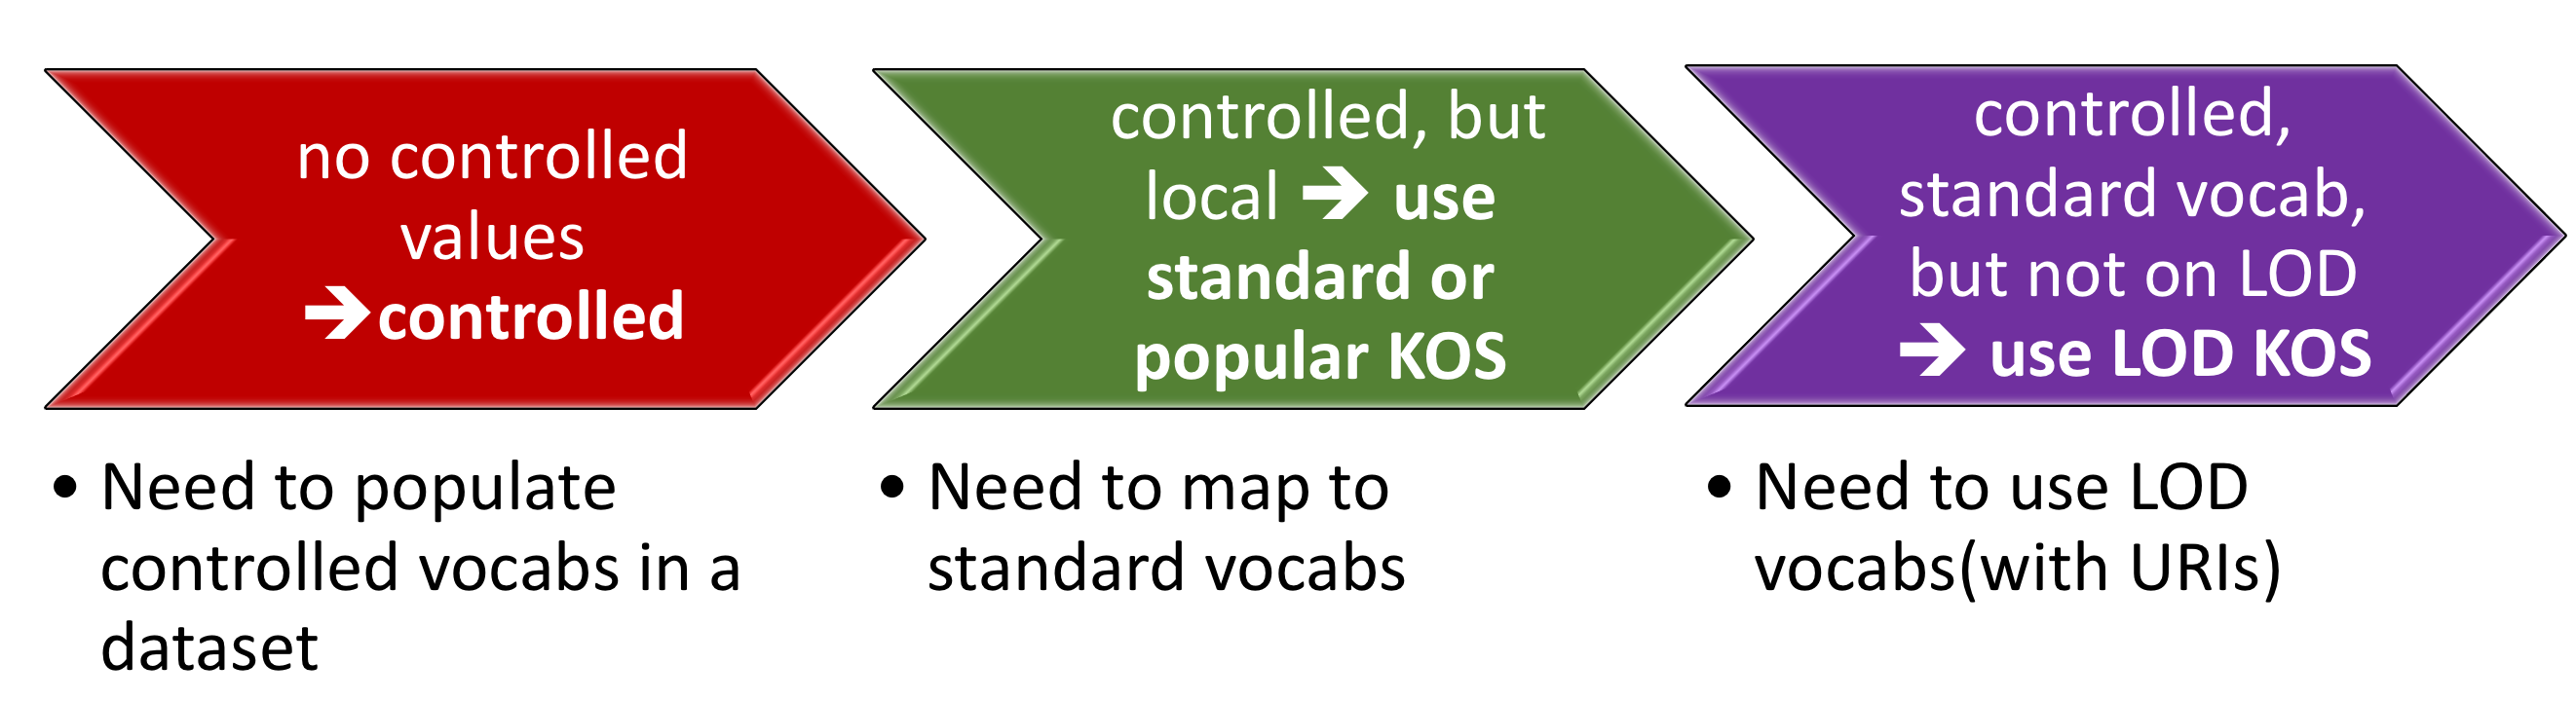 no controlled
values
➔controlled
controlled, but
local ➔ use
standard or
popular KOS
controlled,
standard vocab,
but not on LOD
➔ use LOD KOS
• Need to populate
controlled vocabs in a
dataset
• Need to map to
standard vocabs
• Need to use LOD
vocabs(with URIs)